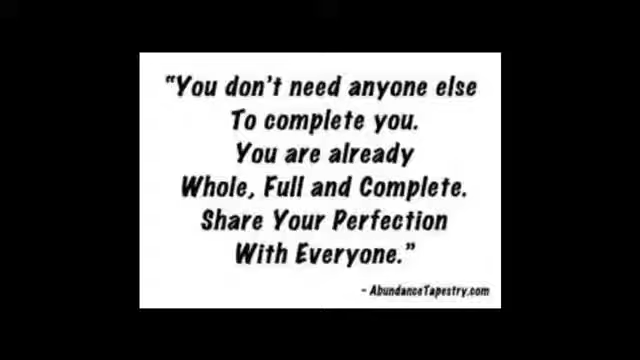 “You don’t need anyone else
To complete you.
You are already
Whole, Full and Complete.
Share Your Perfection
With Everyone.”
- AbundanceTapestry.com